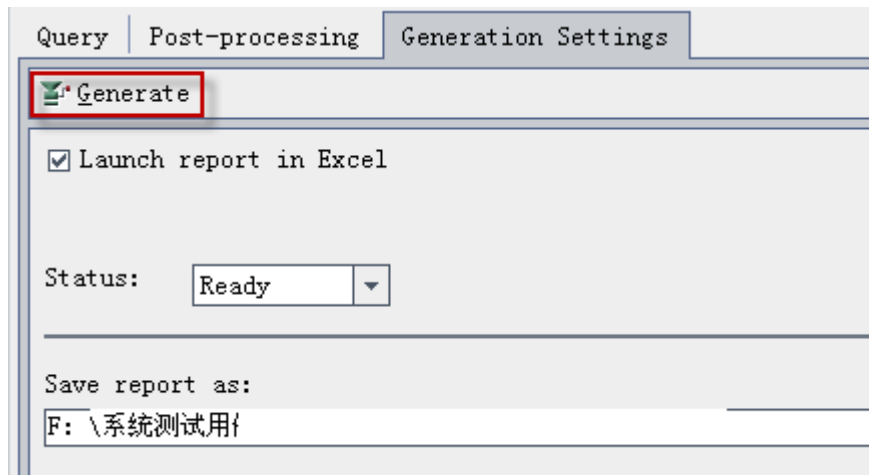 Query Post-processing Generation Settings
Generate
Launch report in Excel
Status: Ready
Save report as:
F: \系统测试用